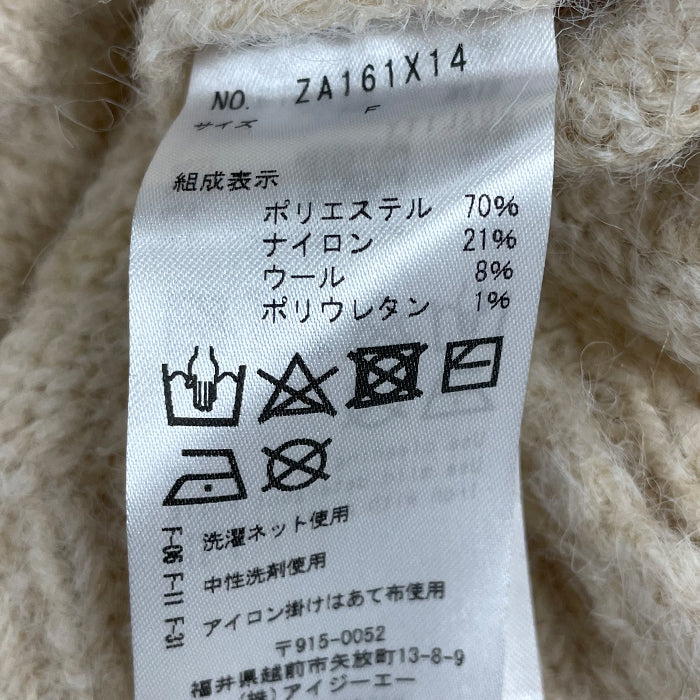 NO. ZA161X14
サイズ F
組成表示
ポリエステル 70%
ナイロン 21%
ウール 8%
ポリウレタン 1%
F-06 F-11 F-31
洗濯ネット使用
中性洗剤使用
アイロン掛けはあて布使用
〒915-0052
福井県越前市矢放町13-8-9
(株)アイジーエー